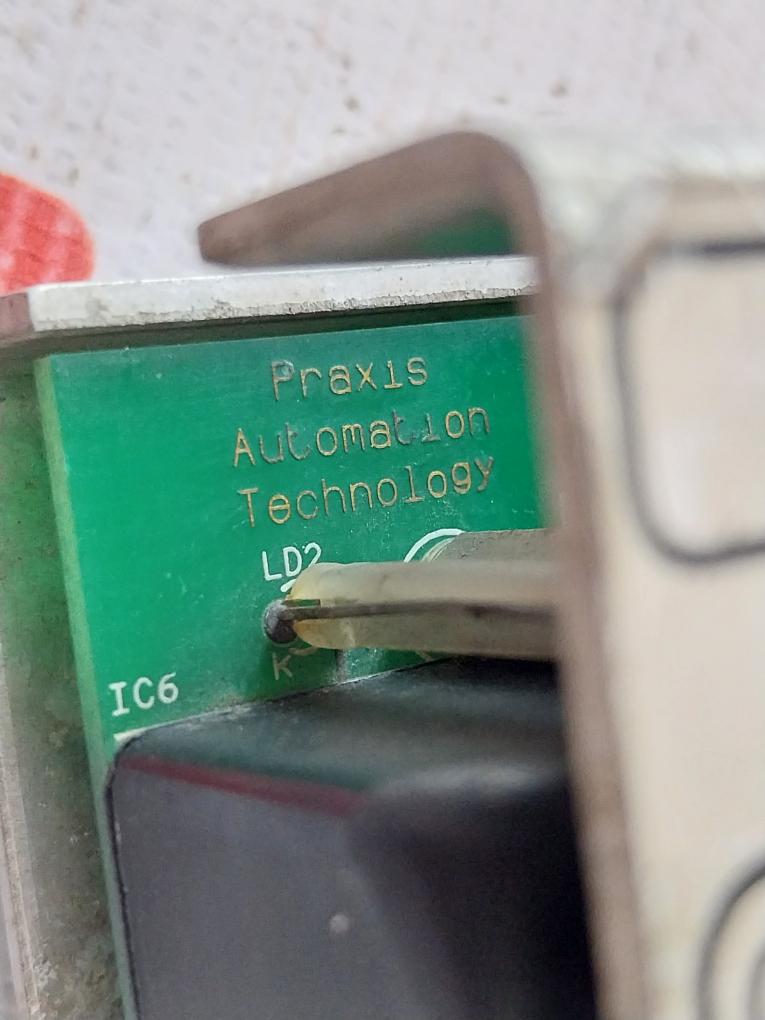 Praxis
Automation
Technology
LD2
K
IC6